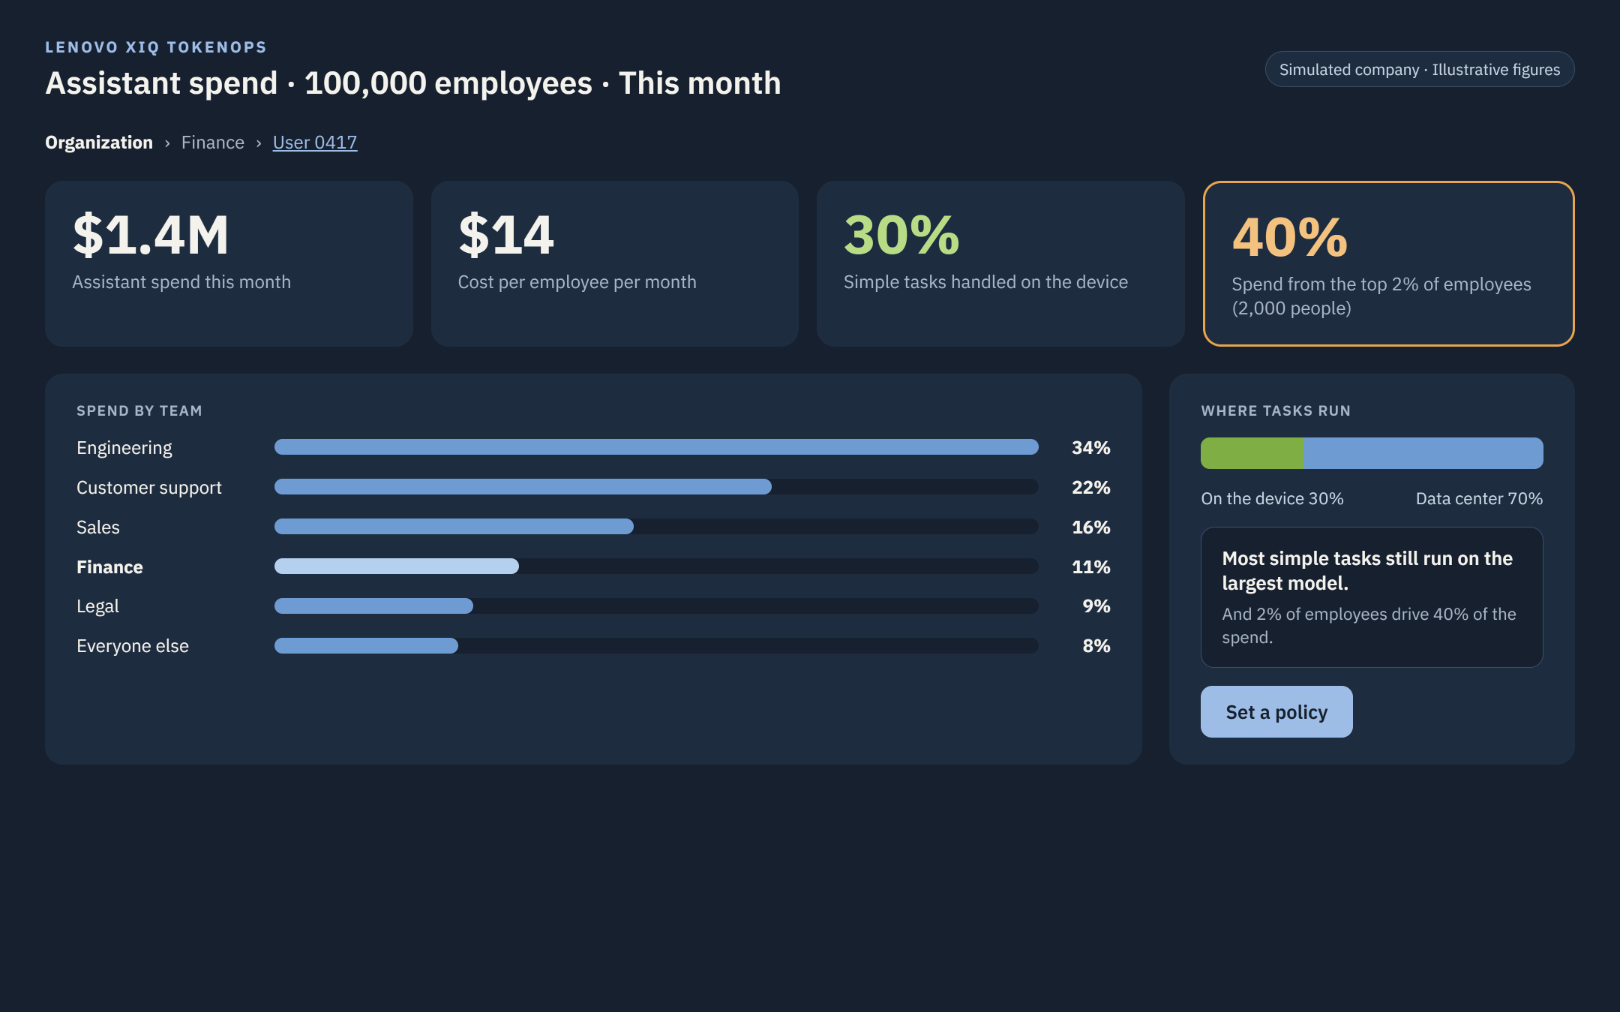 LENOVO XIQ TOKENOPS
Assistant spend · 100,000 employees · This month
Simulated company · Illustrative figures
Organization › Finance › User 0417
$1.4M
Assistant spend this month
$14
Cost per employee per month
30%
Simple tasks handled on the device
40%
Spend from the top 2% of employees
(2,000 people)
SPEND BY TEAM
Engineering 34%
Customer support 22%
Sales 16%
Finance 11%
Legal 9%
Everyone else 8%
WHERE TASKS RUN
On the device 30% Data center 70%
Most simple tasks still run on the
largest model.
And 2% of employees drive 40% of the
spend.
Set a policy